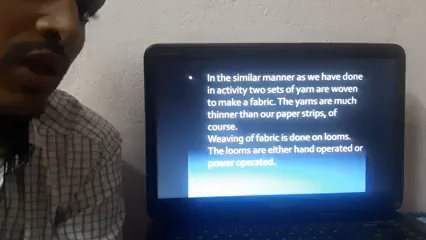 • In the similar manner as we have done
in activity two sets of yarn are woven
to make a fabric. The yarns are much
thinner than our paper strips, of
course.
Weaving of fabric is done on looms.
The looms are either hand operated or
power operated.